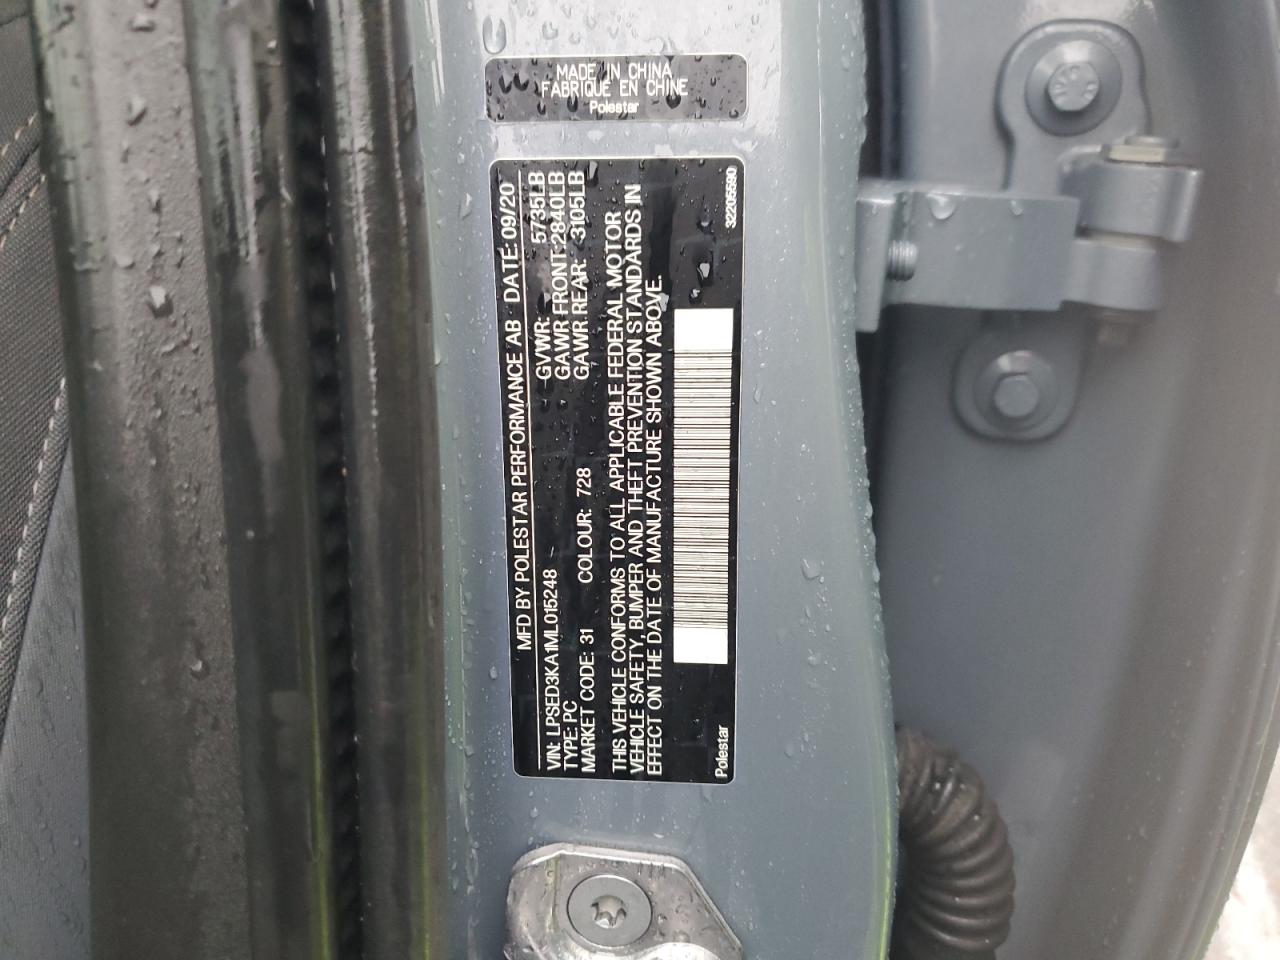 MADE IN CHINA
FABRIQUE EN CHINE
Polestar
MFD BY POLESTAR PERFORMANCE AB DATE: 09/20
VIN: LPSED3KA1ML015248 GVWR: 5735LB
TYPE: PC GAWR FRONT: 2840LB
MARKET CODE: 31 COLOUR: 728 GAWR REAR: 3105LB
THIS VEHICLE CONFORMS TO ALL APPLICABLE FEDERAL MOTOR
VEHICLE SAFETY, BUMPER AND THEFT PREVENTION STANDARDS IN
EFFECT ON THE DATE OF MANUFACTURE SHOWN ABOVE.
Polestar 32205590